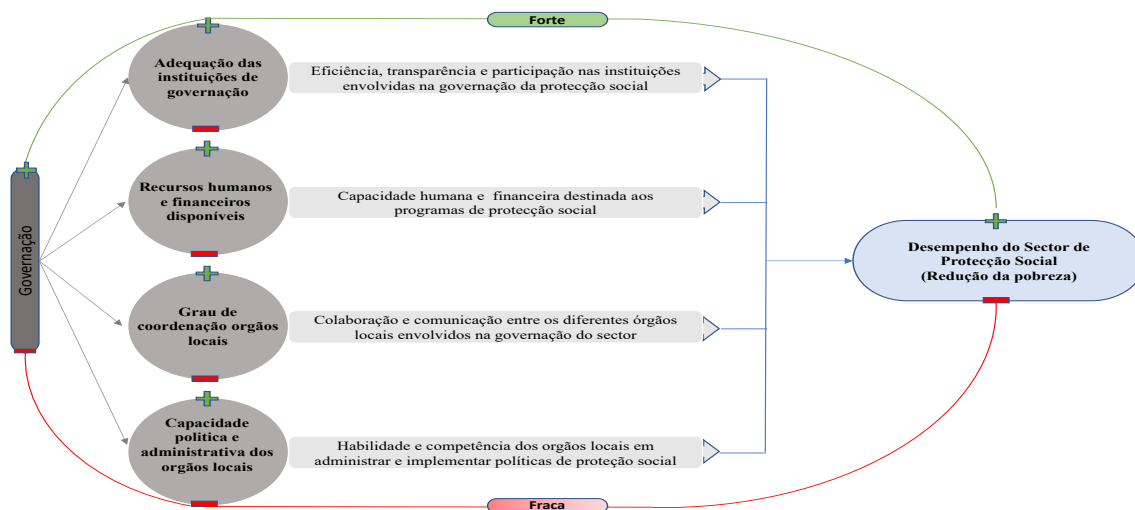 Forte
Governação
Adequação das
instituições de
governação
Eficiência, transparência e participação nas instituições
envolvidas na governação da protecção social
Recursos humanos
e financeiros
disponíveis
Capacidade humana e financeira destinada aos
programas de protecção social
Grau de
coordenação orgãos
locais
Colaboração e comunicação entre os diferentes órgãos
locais envolvidos na governação do sector
Capacidade
politica e
administrativa dos
orgãos locais
Habilidade e competência dos orgãos locais em
administrar e implementar políticas de proteção social
Desempenho do Sector de
Protecção Social
(Redução da pobreza)
Fraca